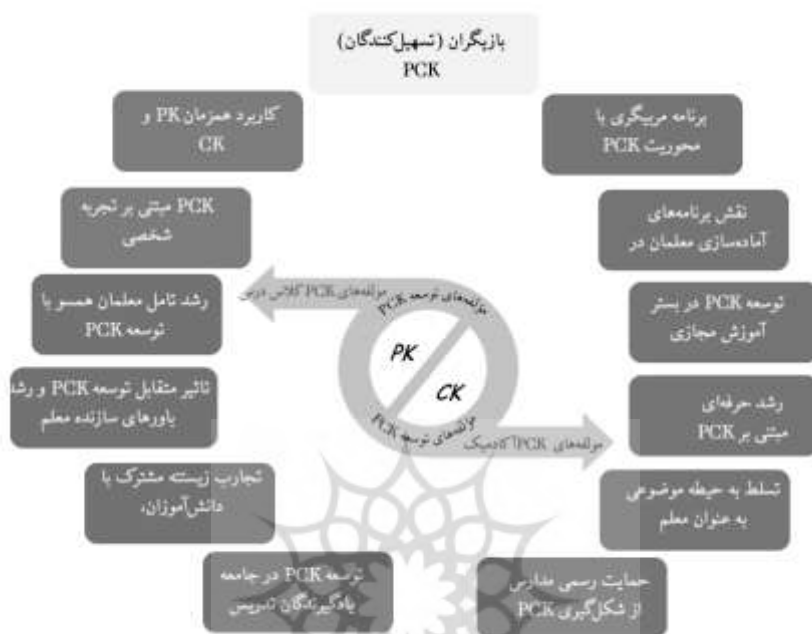 بازیگران (تسهیل‌کنندگان)
PCK
برنامه مربیگری با
محوریت PCK
نقش برنامه‌های
آماده‌سازی معلمان در
توسعه PCK در بستر
آموزش مجازی
رشد حرفه‌ای
مبتنی بر PCK
تسلط به حیطه موضوعی
به عنوان معلم
حمایت رسمی مدارس
از شکل‌گیری PCK
کاربرد همزمان PK و
CK
PCK مبتنی بر تجربه
شخصی
رشد تامل معلمان همسو با
توسعه PCK
تاثیر متقابل توسعه PCK و رشد
باورهای سازنده معلم
تجارب زیسته مشترک با
دانش‌آموزان،
توسعه PCK در جامعه
یادگیرندگان تدریس
مولفه‌های PCK کلاس درس
مولفه‌های توسعه PCK
PK
CK
مولفه‌های توسعه PCK
مولفه‌های PCK آکادمیک